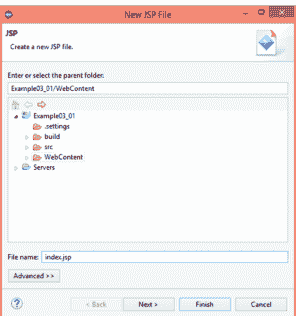 New JSP File
JSP
Create a new JSP file.
Enter or select the parent folder:
Example03_01/WebContent
Example03_01
.settings
build
src
WebContent
Servers
File name: index.jsp
Advanced >>
< Back Next > Finish Cancel